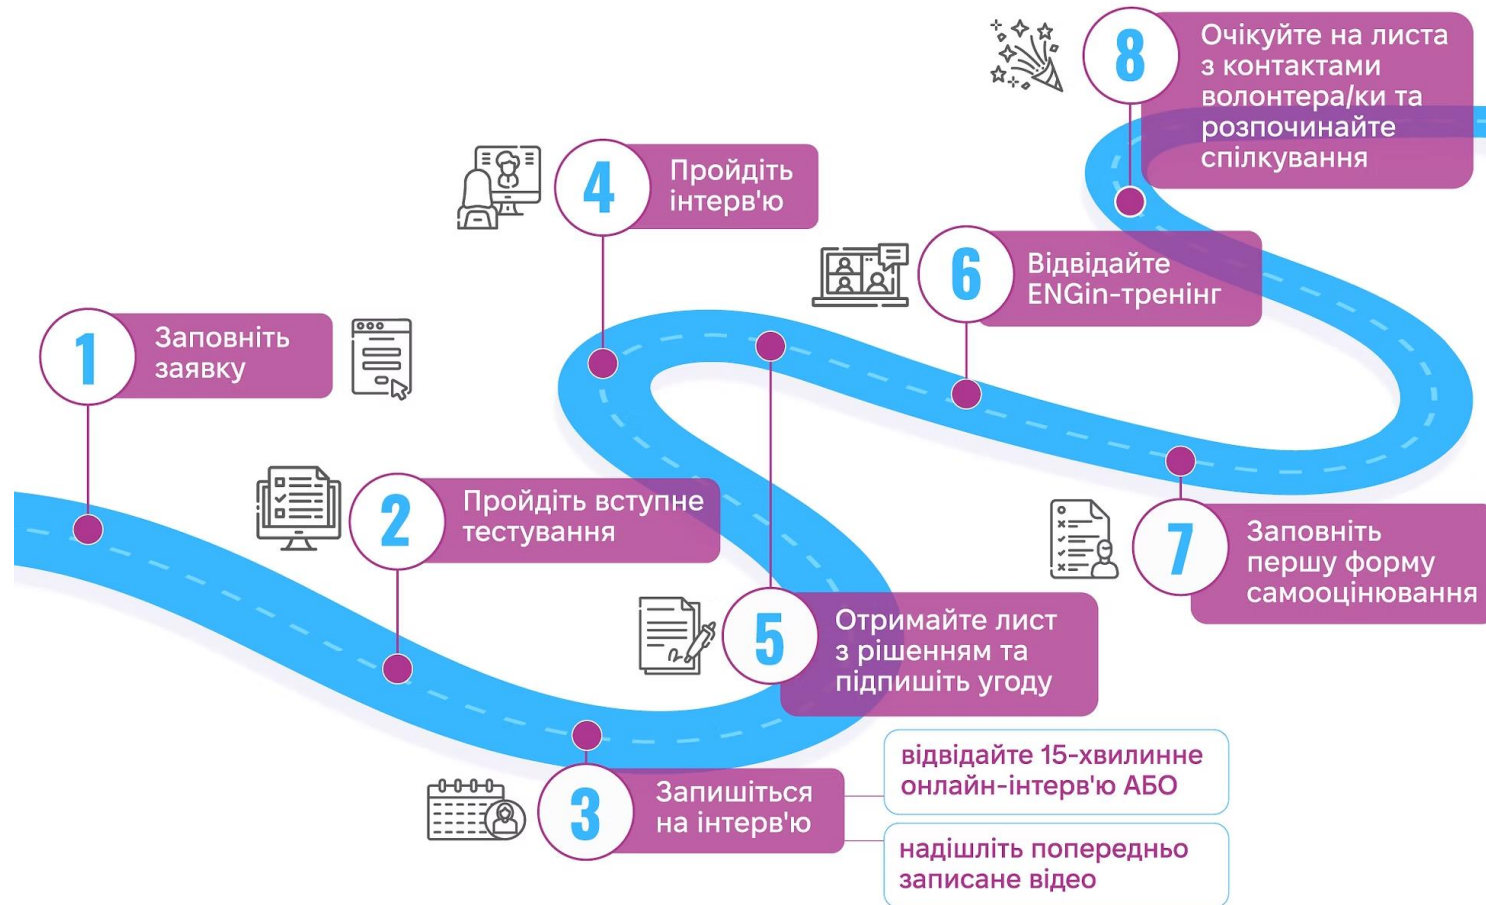 1
Заповніть
заявку
2
Пройдіть вступне
тестування
3
Запишіться
на інтерв'ю
відвідайте 15-хвилинне
онлайн-інтерв'ю АБО
надішліть попередньо
записане відео
4
Пройдіть
інтерв'ю
5
Отримайте лист
з рішенням та
підпишіть угоду
6
Відвідайте
ENGin-тренінг
7
Заповніть
першу форму
самооцінювання
8
Очікуйте на листа
з контактами
волонтера/ки та
розпочинайте
спілкування